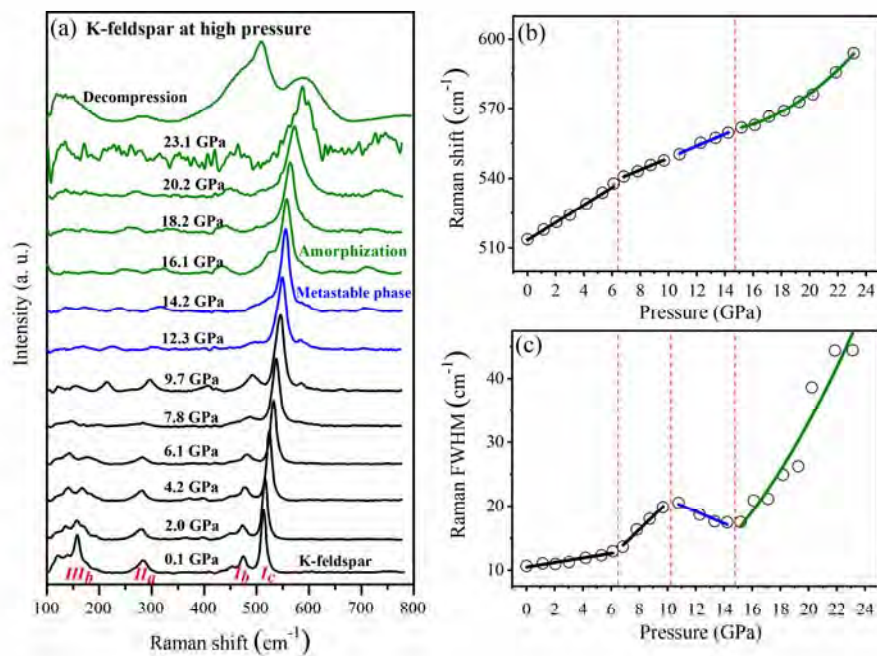 (a) K-feldspar at high pressure
Decompression
23.1 GPa
20.2 GPa
18.2 GPa
Amorphization
16.1 GPa
Metastable phase
14.2 GPa
12.3 GPa
9.7 GPa
7.8 GPa
6.1 GPa
4.2 GPa
2.0 GPa
0.1 GPa
K-feldspar
IIIb IIa Ib Ic
100 200 300 400 500 600 700 800
Raman shift (cm-1)
Intensity (a. u.)
(b)
600
570
540
510
Raman shift (cm-1)
0 2 4 6 8 10 12 14 16 18 20 22 24
Pressure (GPa)
(c)
40
30
20
10
Raman FWHM (cm-1)
0 2 4 6 8 10 12 14 16 18 20 22 24
Pressure (GPa)